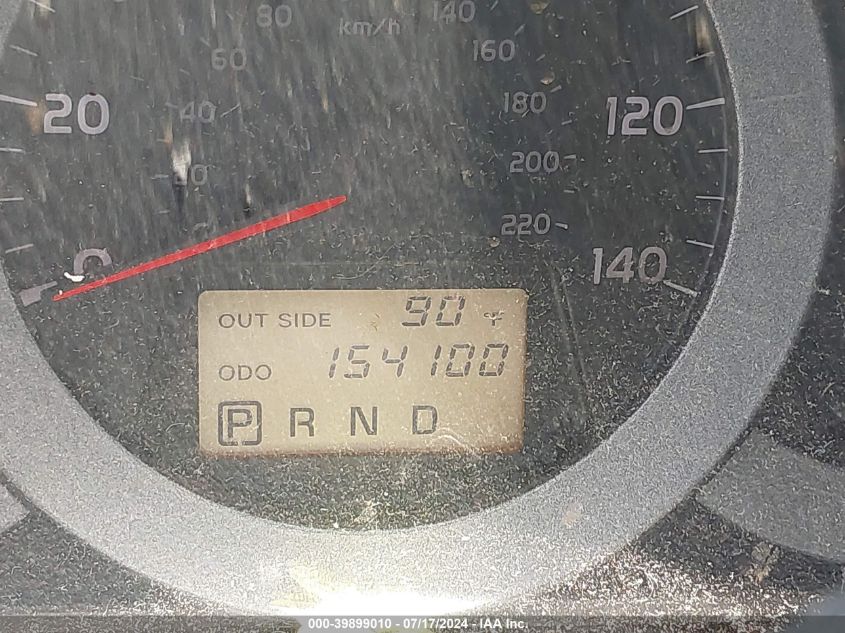 80 140
km/h
60 160
20 40 180 120
200
0 220 140
OUT SIDE 90 °F
ODO 154100
P R N D
000-39899010 / 07/17/2024 / IAA Inc.